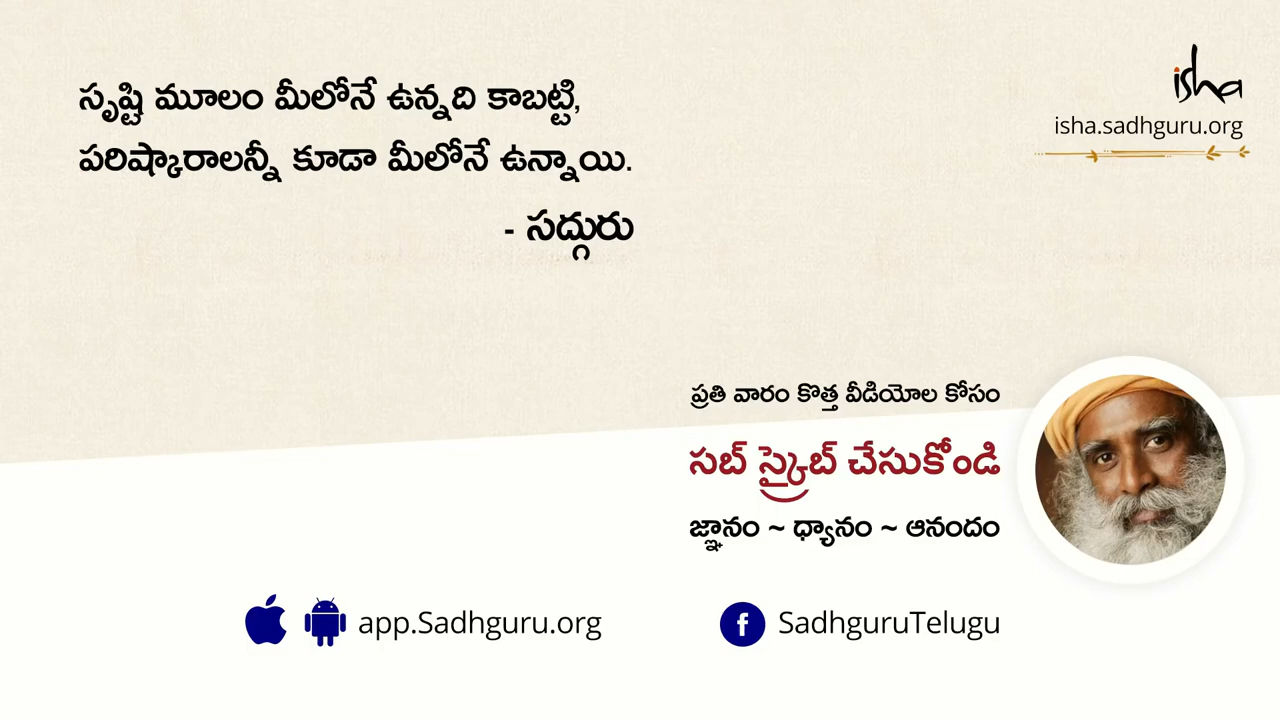 సృష్టి మూలం మీలోనే ఉన్నది కాబట్టి,
పరిష్కారాలన్నీ కూడా మీలోనే ఉన్నాయి.
- సద్గురు
isha
isha.sadhguru.org
ప్రతి వారం కొత్త వీడియోల కోసం
సబ్ స్క్రైబ్ చేసుకోండి
జ్ఞానం ~ ధ్యానం ~ ఆనందం
app.Sadhguru.org
SadhguruTelugu